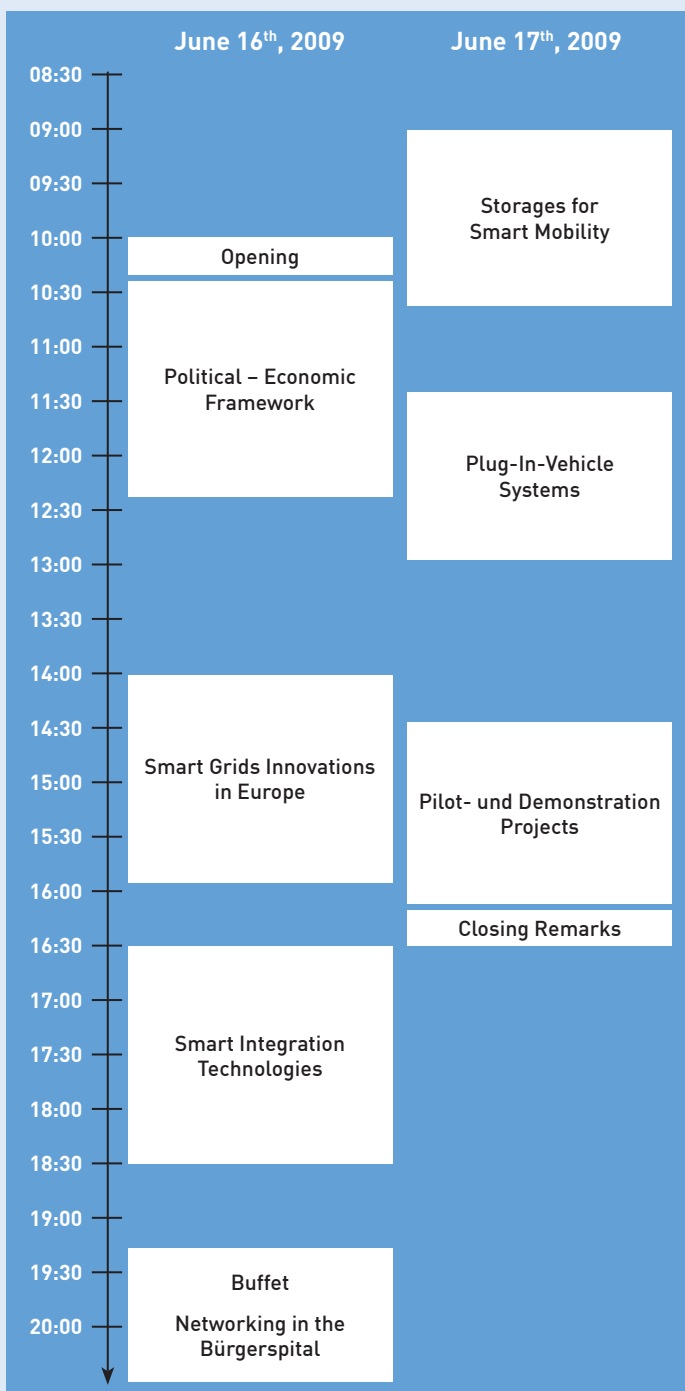 June 16th, 2009
June 17th, 2009
08:30
09:00
09:30
10:00
10:30
11:00
11:30
12:00
12:30
13:00
13:30
14:00
14:30
15:00
15:30
16:00
16:30
17:00
17:30
18:00
18:30
19:00
19:30
20:00
Opening
Political – Economic
Framework
Smart Grids Innovations
in Europe
Smart Integration
Technologies
Buffet
Networking in the
Bürgerspital
Storages for
Smart Mobility
Plug-In-Vehicle
Systems
Pilot- und Demonstration
Projects
Closing Remarks